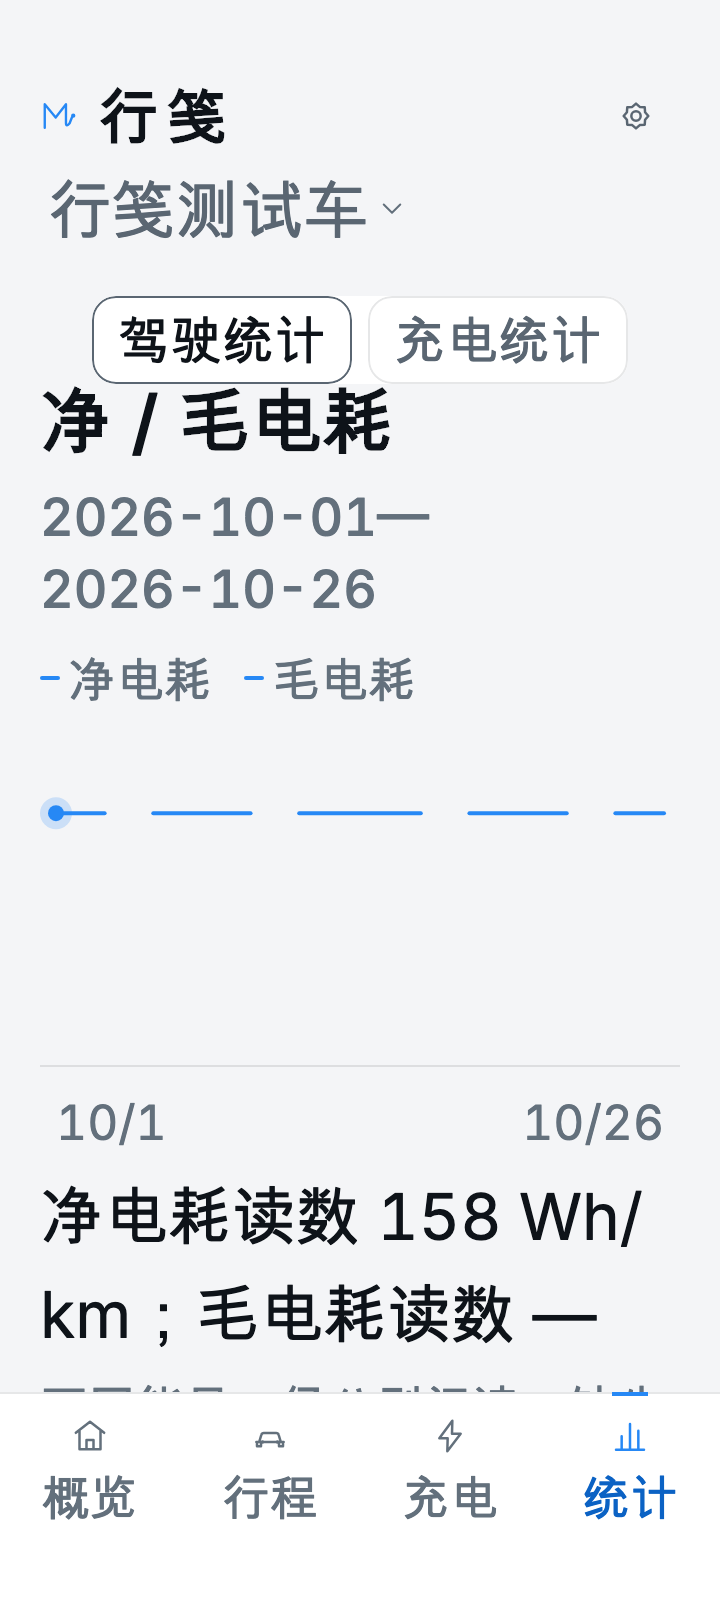 行笺
行笺测试车
驾驶统计 充电统计
净 / 毛电耗
2026-10-01—
2026-10-26
净电耗 毛电耗
10/1 10/26
净电耗读数 158 Wh/
km；毛电耗读数 —
概览 行程 充电 统计